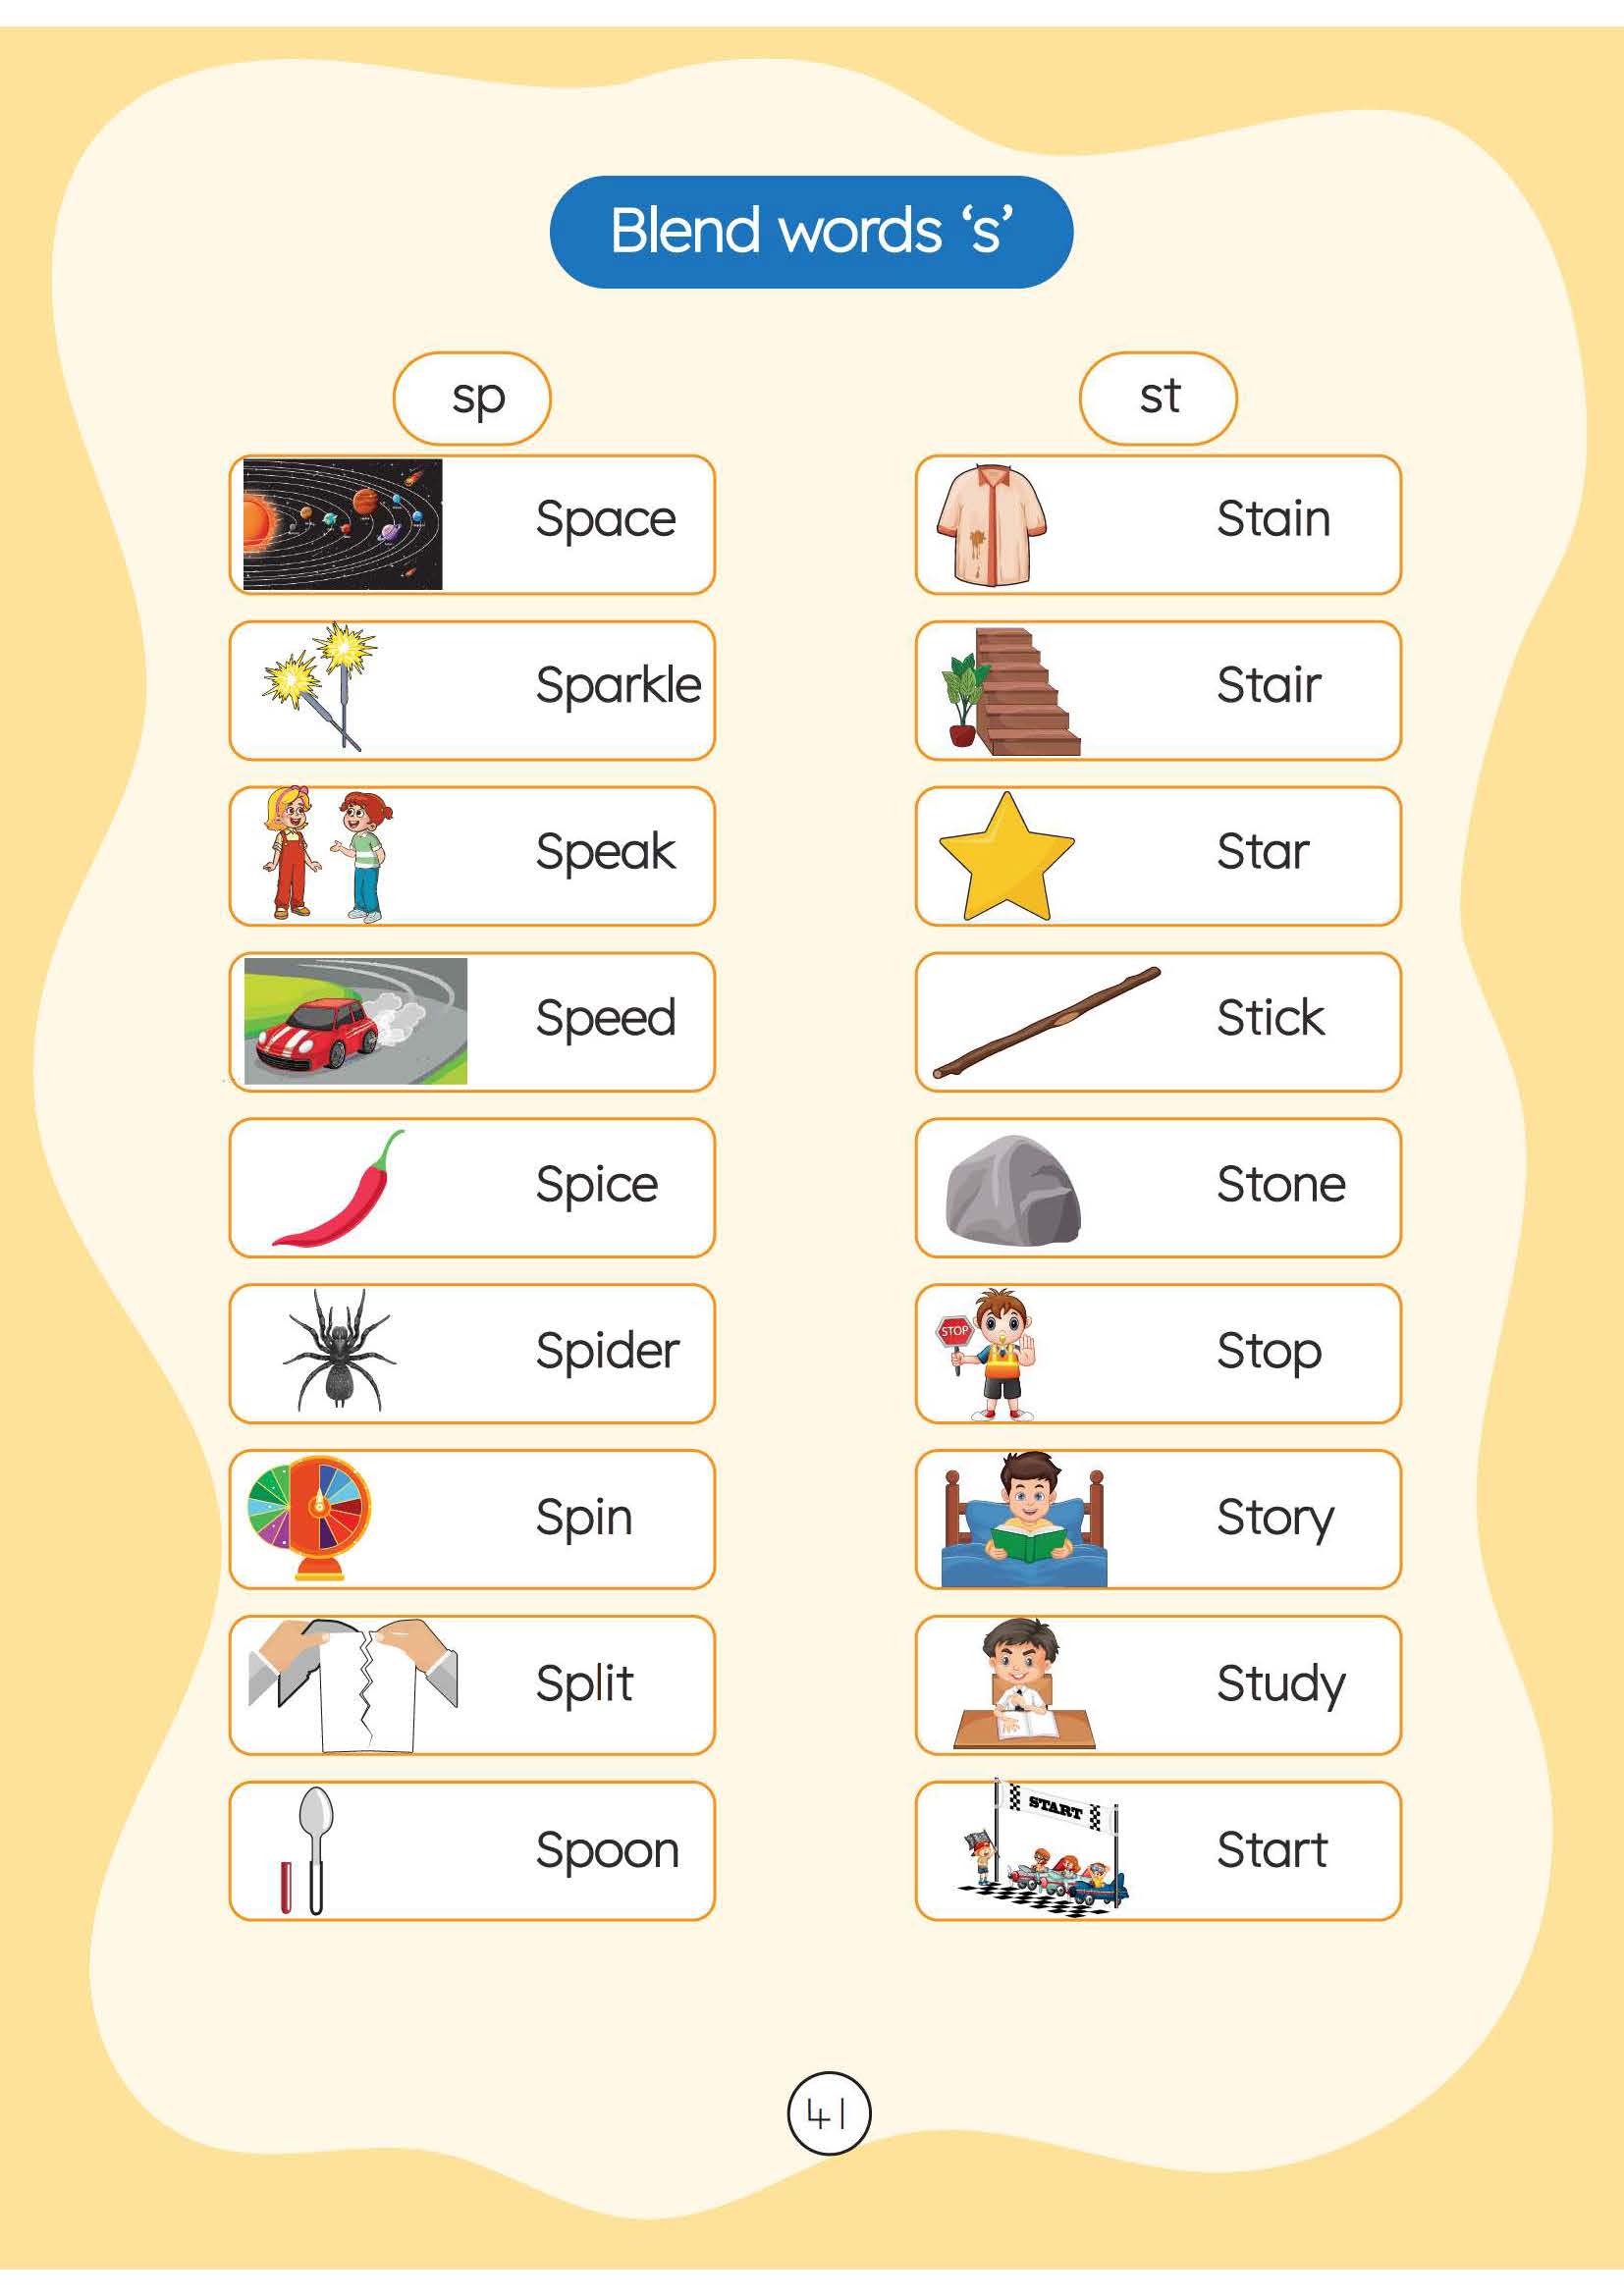 Blend words ‘s’
sp
Space
Sparkle
Speak
Speed
Spice
Spider
Spin
Split
Spoon
st
Stain
Stair
Star
Stick
Stone
STOP
Stop
Story
Study
START
Start
41